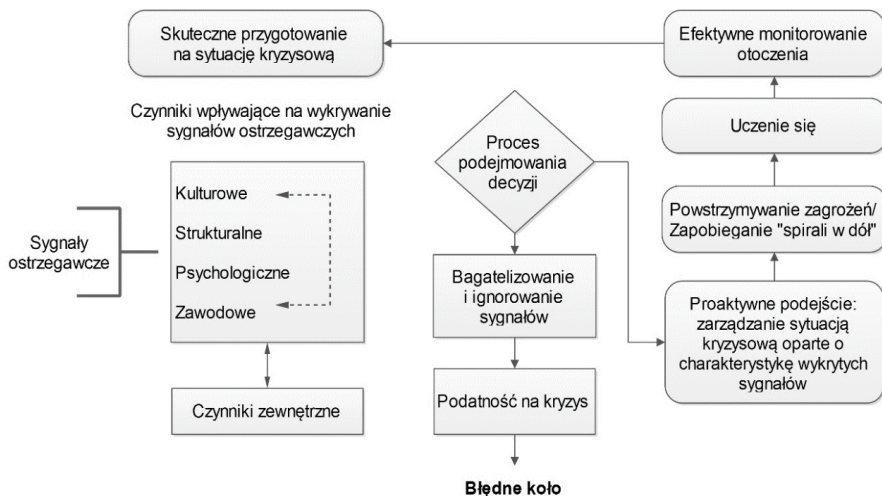 Skuteczne przygotowanie
na sytuację kryzysową
Efektywne monitorowanie
otoczenia
Czynniki wpływające na wykrywanie
sygnałów ostrzegawczych
Uczenie się
Proces
podejmowania
decyzji
Kulturowe
Strukturalne
Psychologiczne
Zawodowe
Sygnały
ostrzegawcze
Powstrzymywanie zagrożeń/
Zapobieganie "spirali w dół"
Bagatelizowanie
i ignorowanie
sygnałów
Proaktywne podejście:
zarządzanie sytuacją
kryzysową oparte o
charakterystykę wykrytych
sygnałów
Czynniki zewnętrzne
Podatność na kryzys
Błędne koło